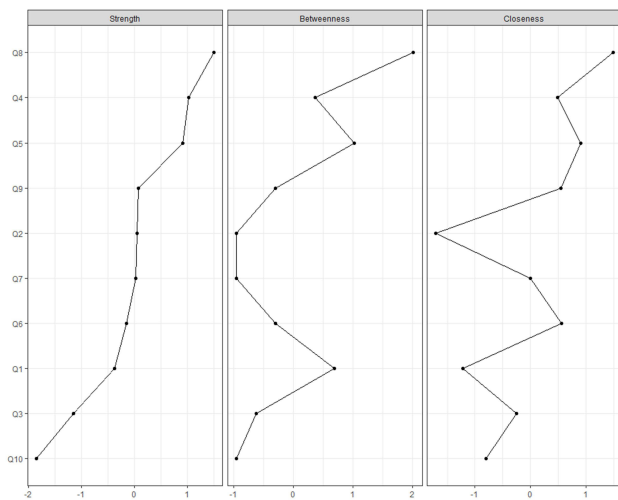 Strength Betweenness Closeness
Q8
Q4
Q5
Q9
Q2
Q7
Q6
Q1
Q3
Q10
-2 -1 0 1 -1 0 1 2 -1 0 1